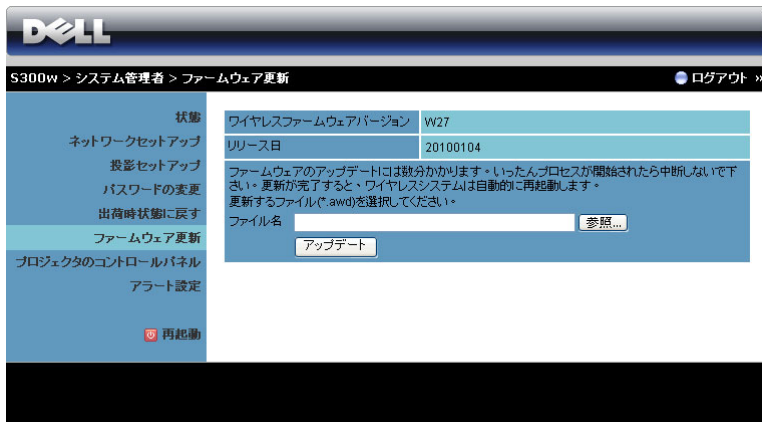 DELL
S300w > システム管理者 > ファームウェア更新
ログアウト »
状態
ネットワークセットアップ
投影セットアップ
パスワードの変更
出荷時状態に戻す
ファームウェア更新
プロジェクタのコントロールパネル
アラート設定
再起動
ワイヤレスファームウェアバージョン W27
リリース日 20100104
ファームウェアのアップデートには数分かかります。いったんプロセスが開始されたら中断しないで下
さい。更新が完了すると、ワイヤレスシステムは自動的に再起動します。
更新するファイル(*.awd)を選択してください。
ファイル名 参照...
アップデート